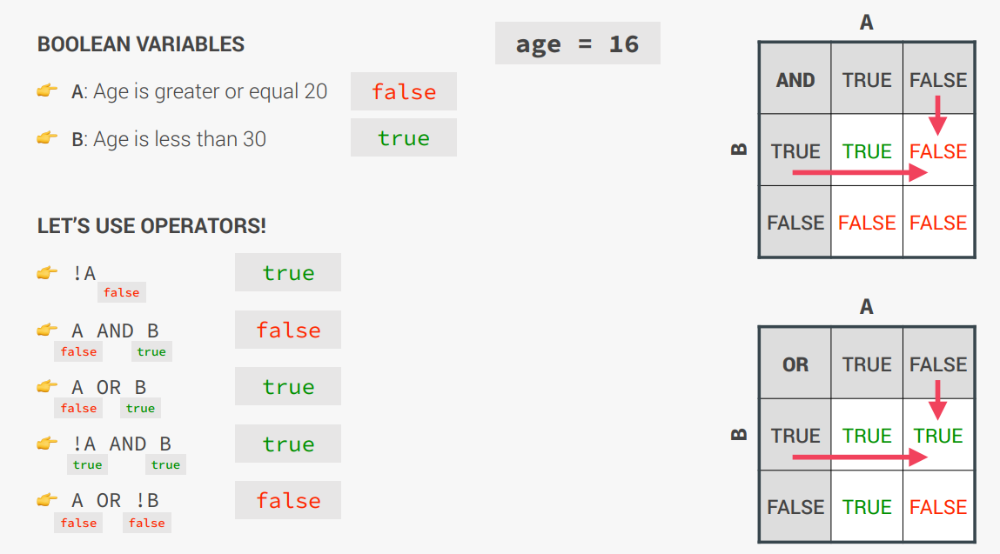 BOOLEAN VARIABLES
A: Age is greater or equal 20 false
B: Age is less than 30 true
age = 16
LET’S USE OPERATORS!
!A true
false
A AND B false
false true
A OR B true
false true
!A AND B true
true true
A OR !B false
false false
A
AND TRUE FALSE
B
TRUE TRUE FALSE
FALSE FALSE FALSE
A
OR TRUE FALSE
B
TRUE TRUE TRUE
FALSE TRUE FALSE